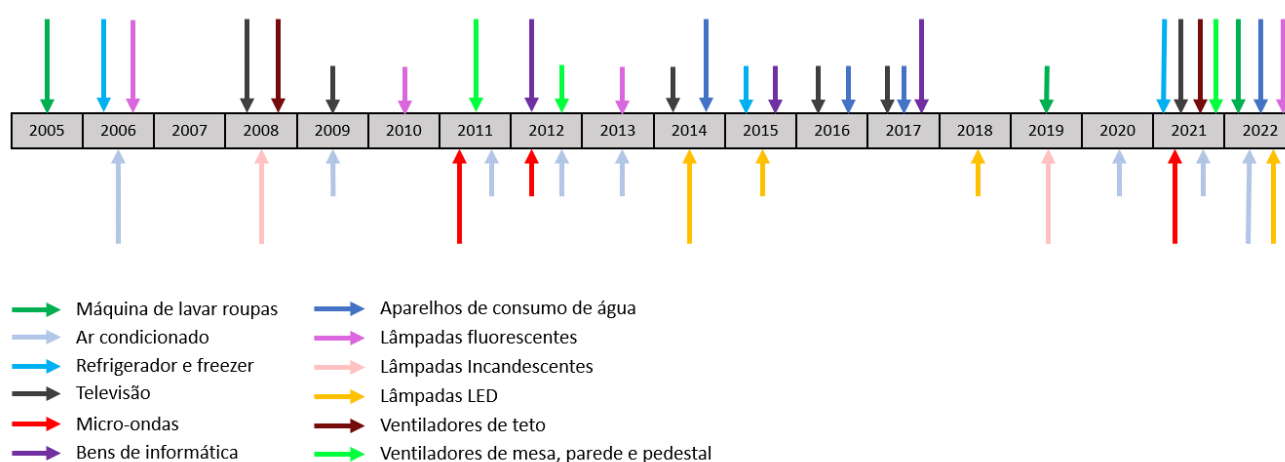 2005 2006 2007 2008 2009 2010 2011 2012 2013 2014 2015 2016 2017 2018 2019 2020 2021 2022
Máquina de lavar roupas
Ar condicionado
Refrigerador e freezer
Televisão
Micro-ondas
Bens de informática
Aparelhos de consumo de água
Lâmpadas fluorescentes
Lâmpadas Incandescentes
Lâmpadas LED
Ventiladores de teto
Ventiladores de mesa, parede e pedestal